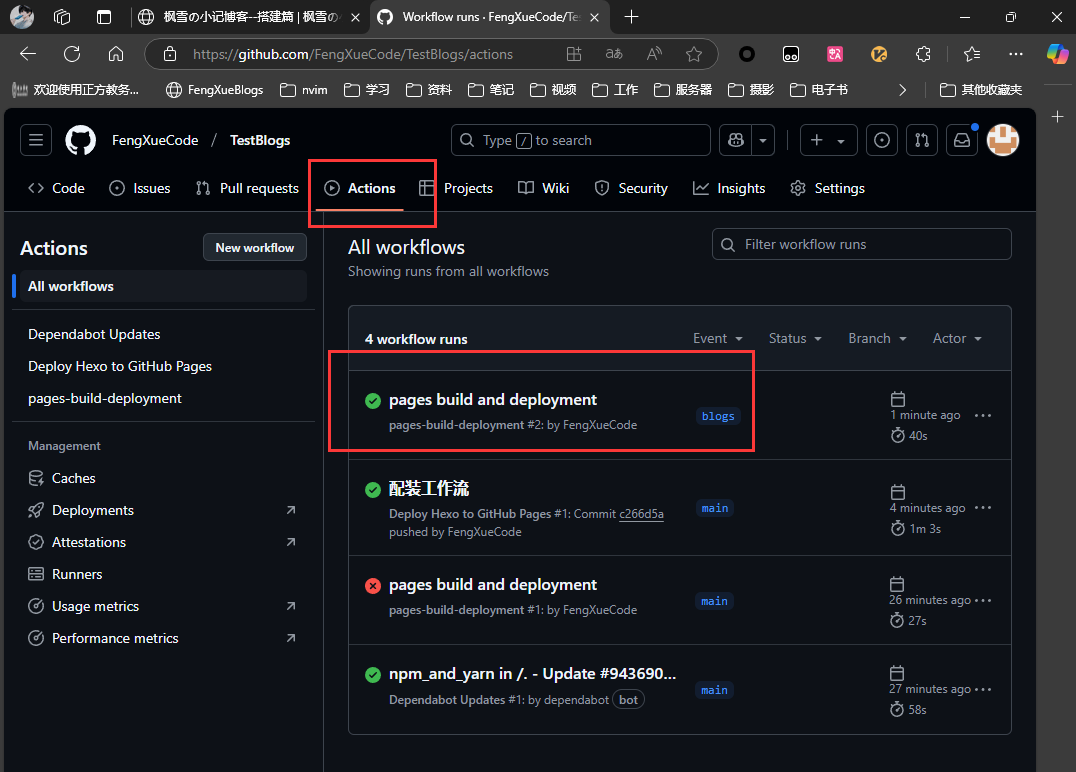 枫雪の小记博客--搭建篇 | 枫雪の
Workflow runs · FengXueCode/Te
https://github.com/FengXueCode/TestBlogs/actions
欢迎使用正方教务...
FengXueBlogs
nvim
学习
资料
笔记
视频
工作
服务器
摄影
电子书
其他收藏夹
FengXueCode / TestBlogs
Type / to search
Code
Issues
Pull requests
Actions
Projects
Wiki
Security
Insights
Settings
Actions
New workflow
All workflows
Dependabot Updates
Deploy Hexo to GitHub Pages
pages-build-deployment
Management
Caches
Deployments
Attestations
Runners
Usage metrics
Performance metrics
All workflows
Showing runs from all workflows
Filter workflow runs
4 workflow runs
Event
Status
Branch
Actor
pages build and deployment
pages-build-deployment #2: by FengXueCode
blogs
1 minute ago
40s
配装工作流
Deploy Hexo to GitHub Pages #1: Commit c266d5a
pushed by FengXueCode
main
4 minutes ago
1m 3s
pages build and deployment
pages-build-deployment #1: by FengXueCode
main
26 minutes ago
27s
npm_and_yarn in /. - Update #943690...
Dependabot Updates #1: by dependabot bot
main
27 minutes ago
58s